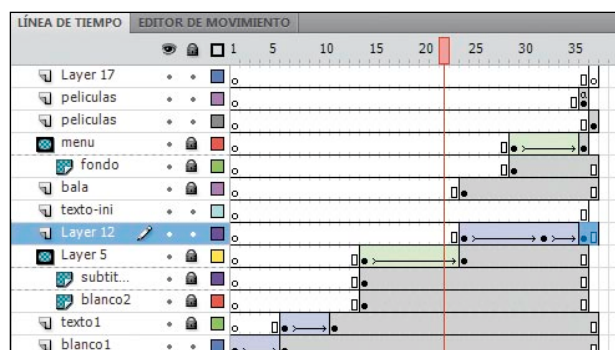 LÍNEA DE TIEMPO EDITOR DE MOVIMIENTO
1 5 10 15 20 25 30 35
Layer 17
peliculas
a
peliculas
menu
fondo
bala
texto-ini
Layer 12
Layer 5
subtit...
blanco2
texto1
blanco1